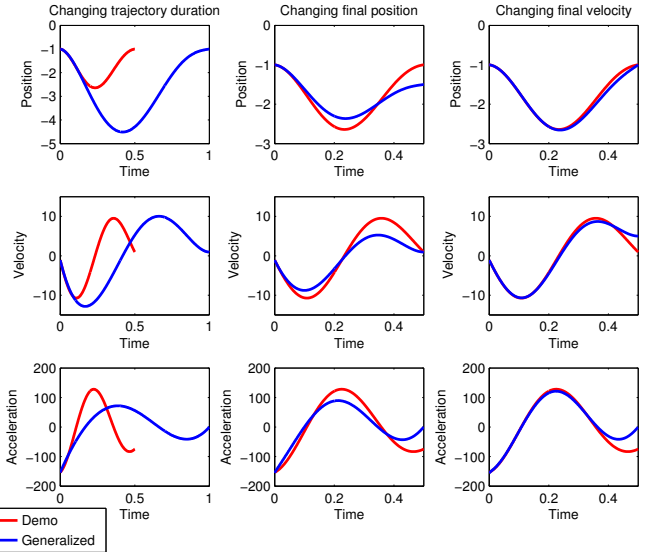 Changing trajectory duration
Changing final position
Changing final velocity
0
−1
−2
−3
−4
−5
Position
0 0.5 1
Time
0
−1
−2
−3
Position
0 0.2 0.4
Time
0
−1
−2
−3
Position
0 0.2 0.4
Time
10
0
−10
Velocity
0 0.5 1
Time
10
0
−10
Velocity
0 0.2 0.4
Time
10
0
−10
Velocity
0 0.2 0.4
Time
200
100
0
−100
−200
Acceleration
0 0.5 1
Time
200
100
0
−100
−200
Acceleration
0 0.2 0.4
Time
200
100
0
−100
−200
Acceleration
0 0.2 0.4
Time
Demo
Generalized